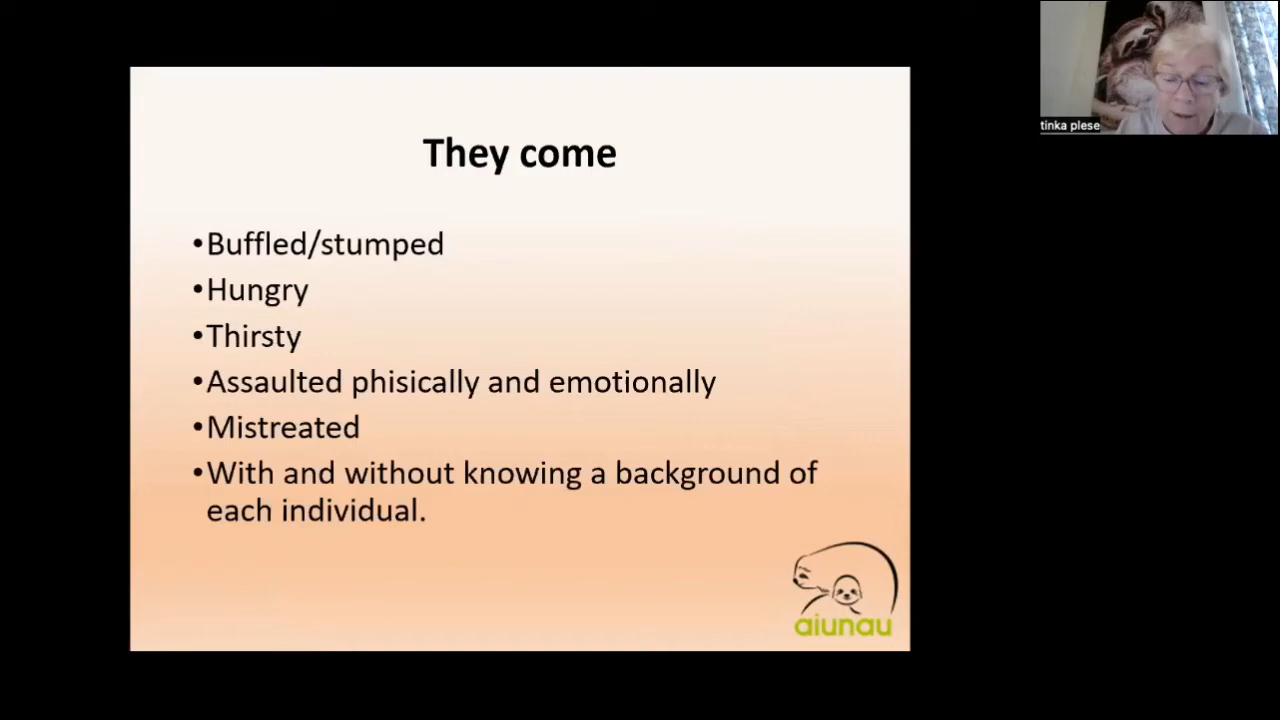 They come
•Buffled/stumped
•Hungry
•Thirsty
•Assaulted phisically and emotionally
•Mistreated
•With and without knowing a background of
each individual.
aiunau
tinka plese